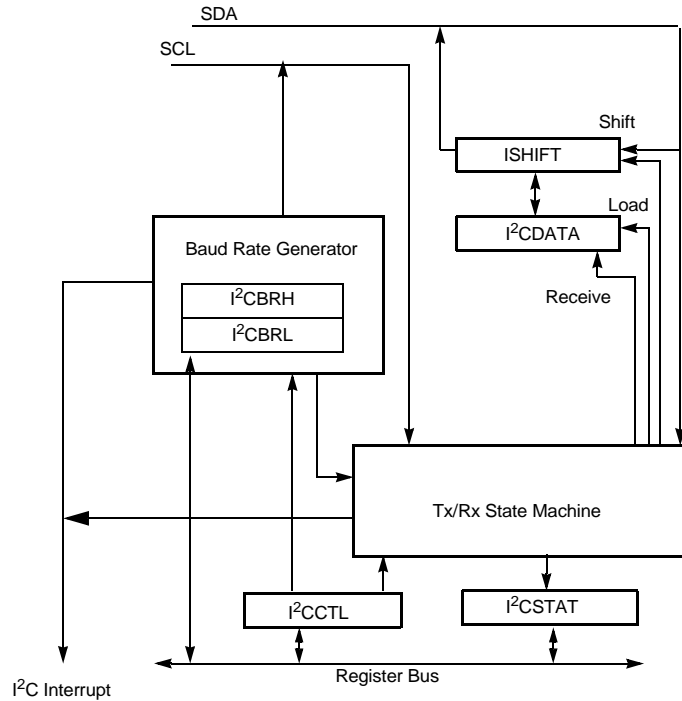 SDA
SCL
Shift
ISHIFT
Load
I²CDATA
Baud Rate Generator
I²CBRH
Receive
I²CBRL
Tx/Rx State Machine
I²CCTL
I²CSTAT
Register Bus
I²C Interrupt